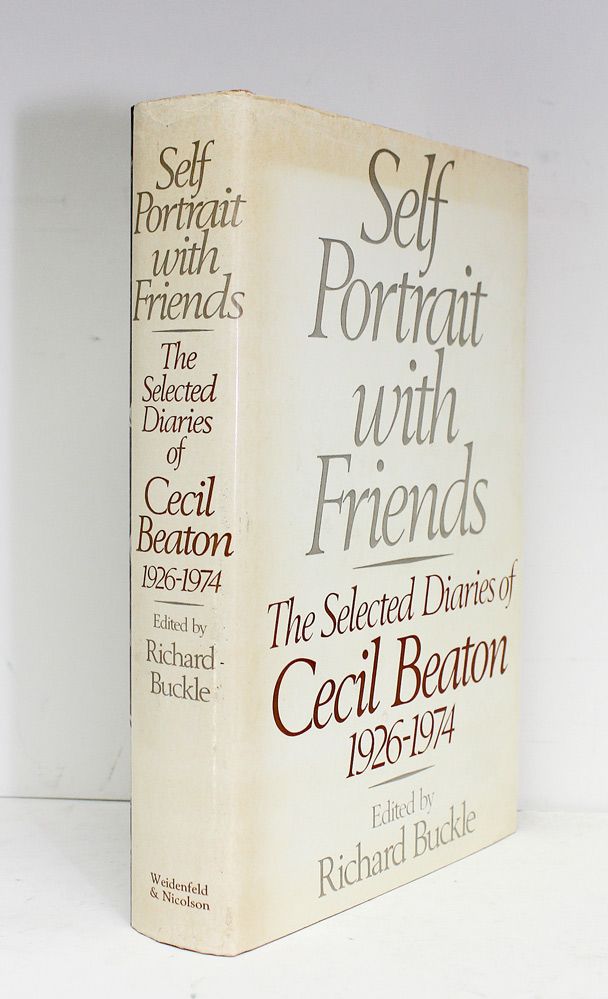 Self
Portrait
with
Friends
The
Selected
Diaries
of
Cecil
Beaton
1926-1974
Edited by
Richard
Buckle
Weidenfeld
& Nicolson
Self
Portrait
with
Friends
The Selected Diaries of
Cecil Beaton
1926-1974
Edited by
Richard Buckle